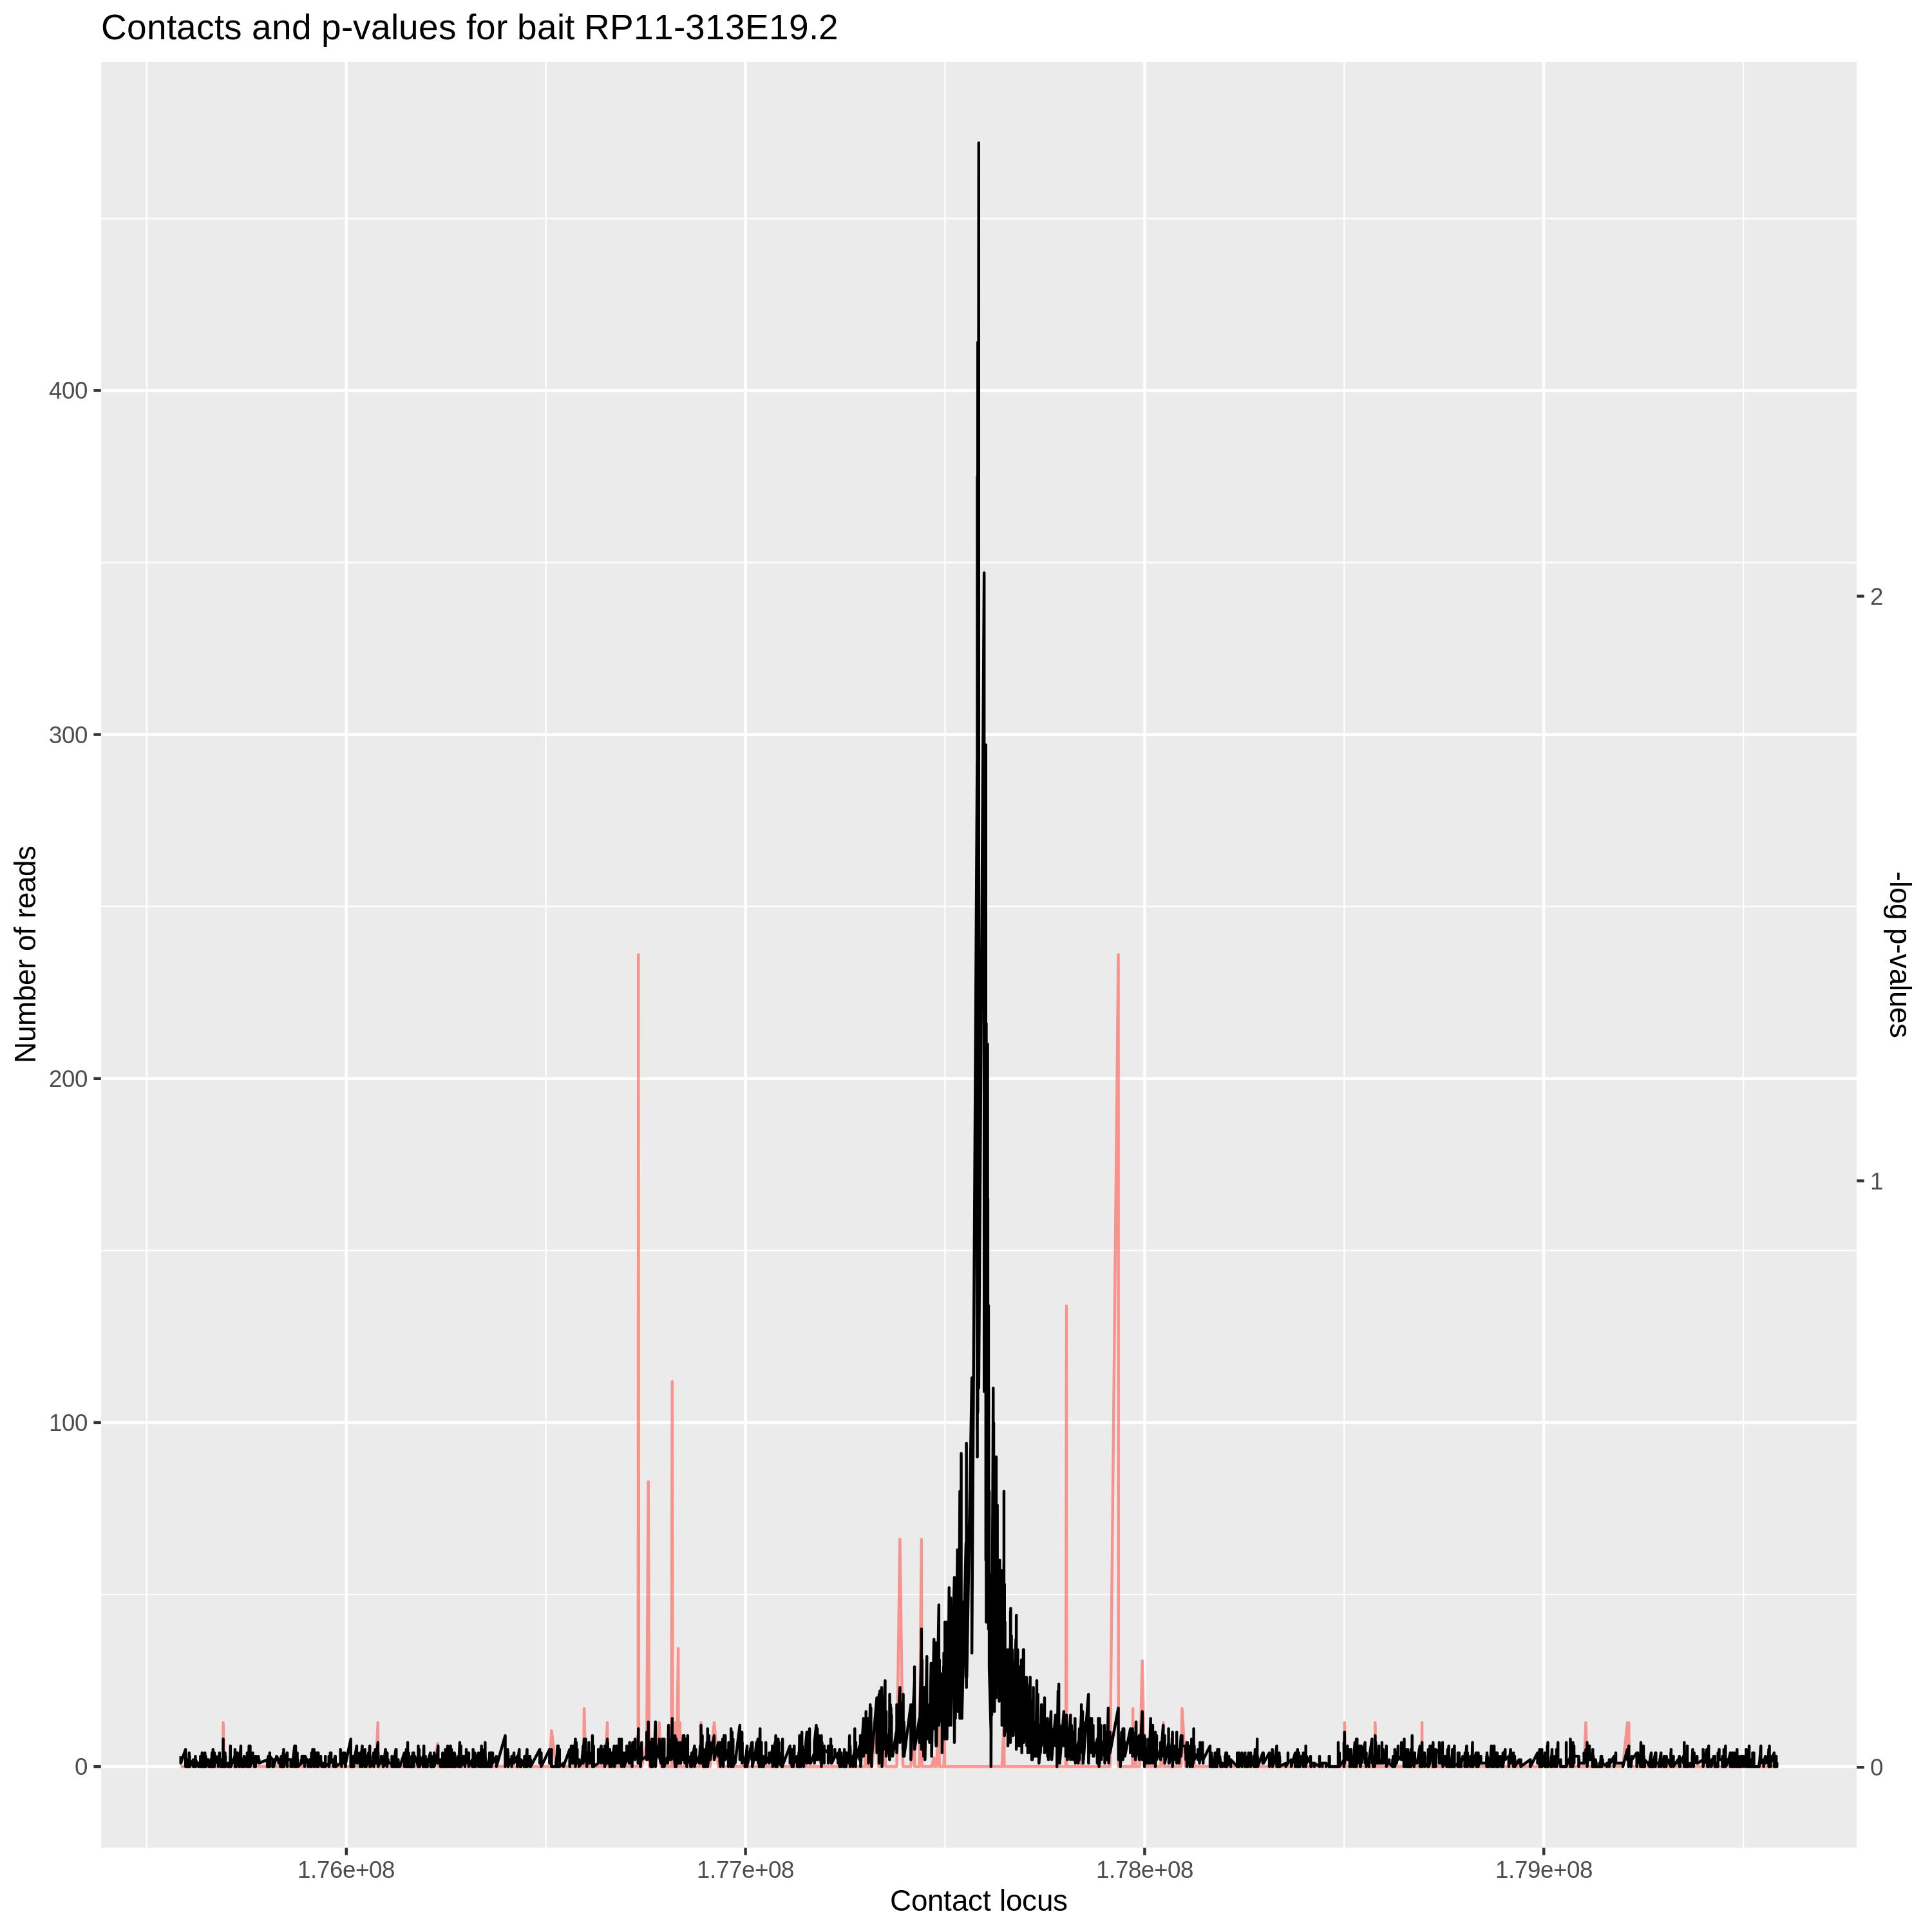 Contacts and p-values for bait RP11-313E19.2
400
300
200
100
0
Number of reads
2
1
0
-log p-values
1.76e+08
1.77e+08
1.78e+08
1.79e+08
Contact locus